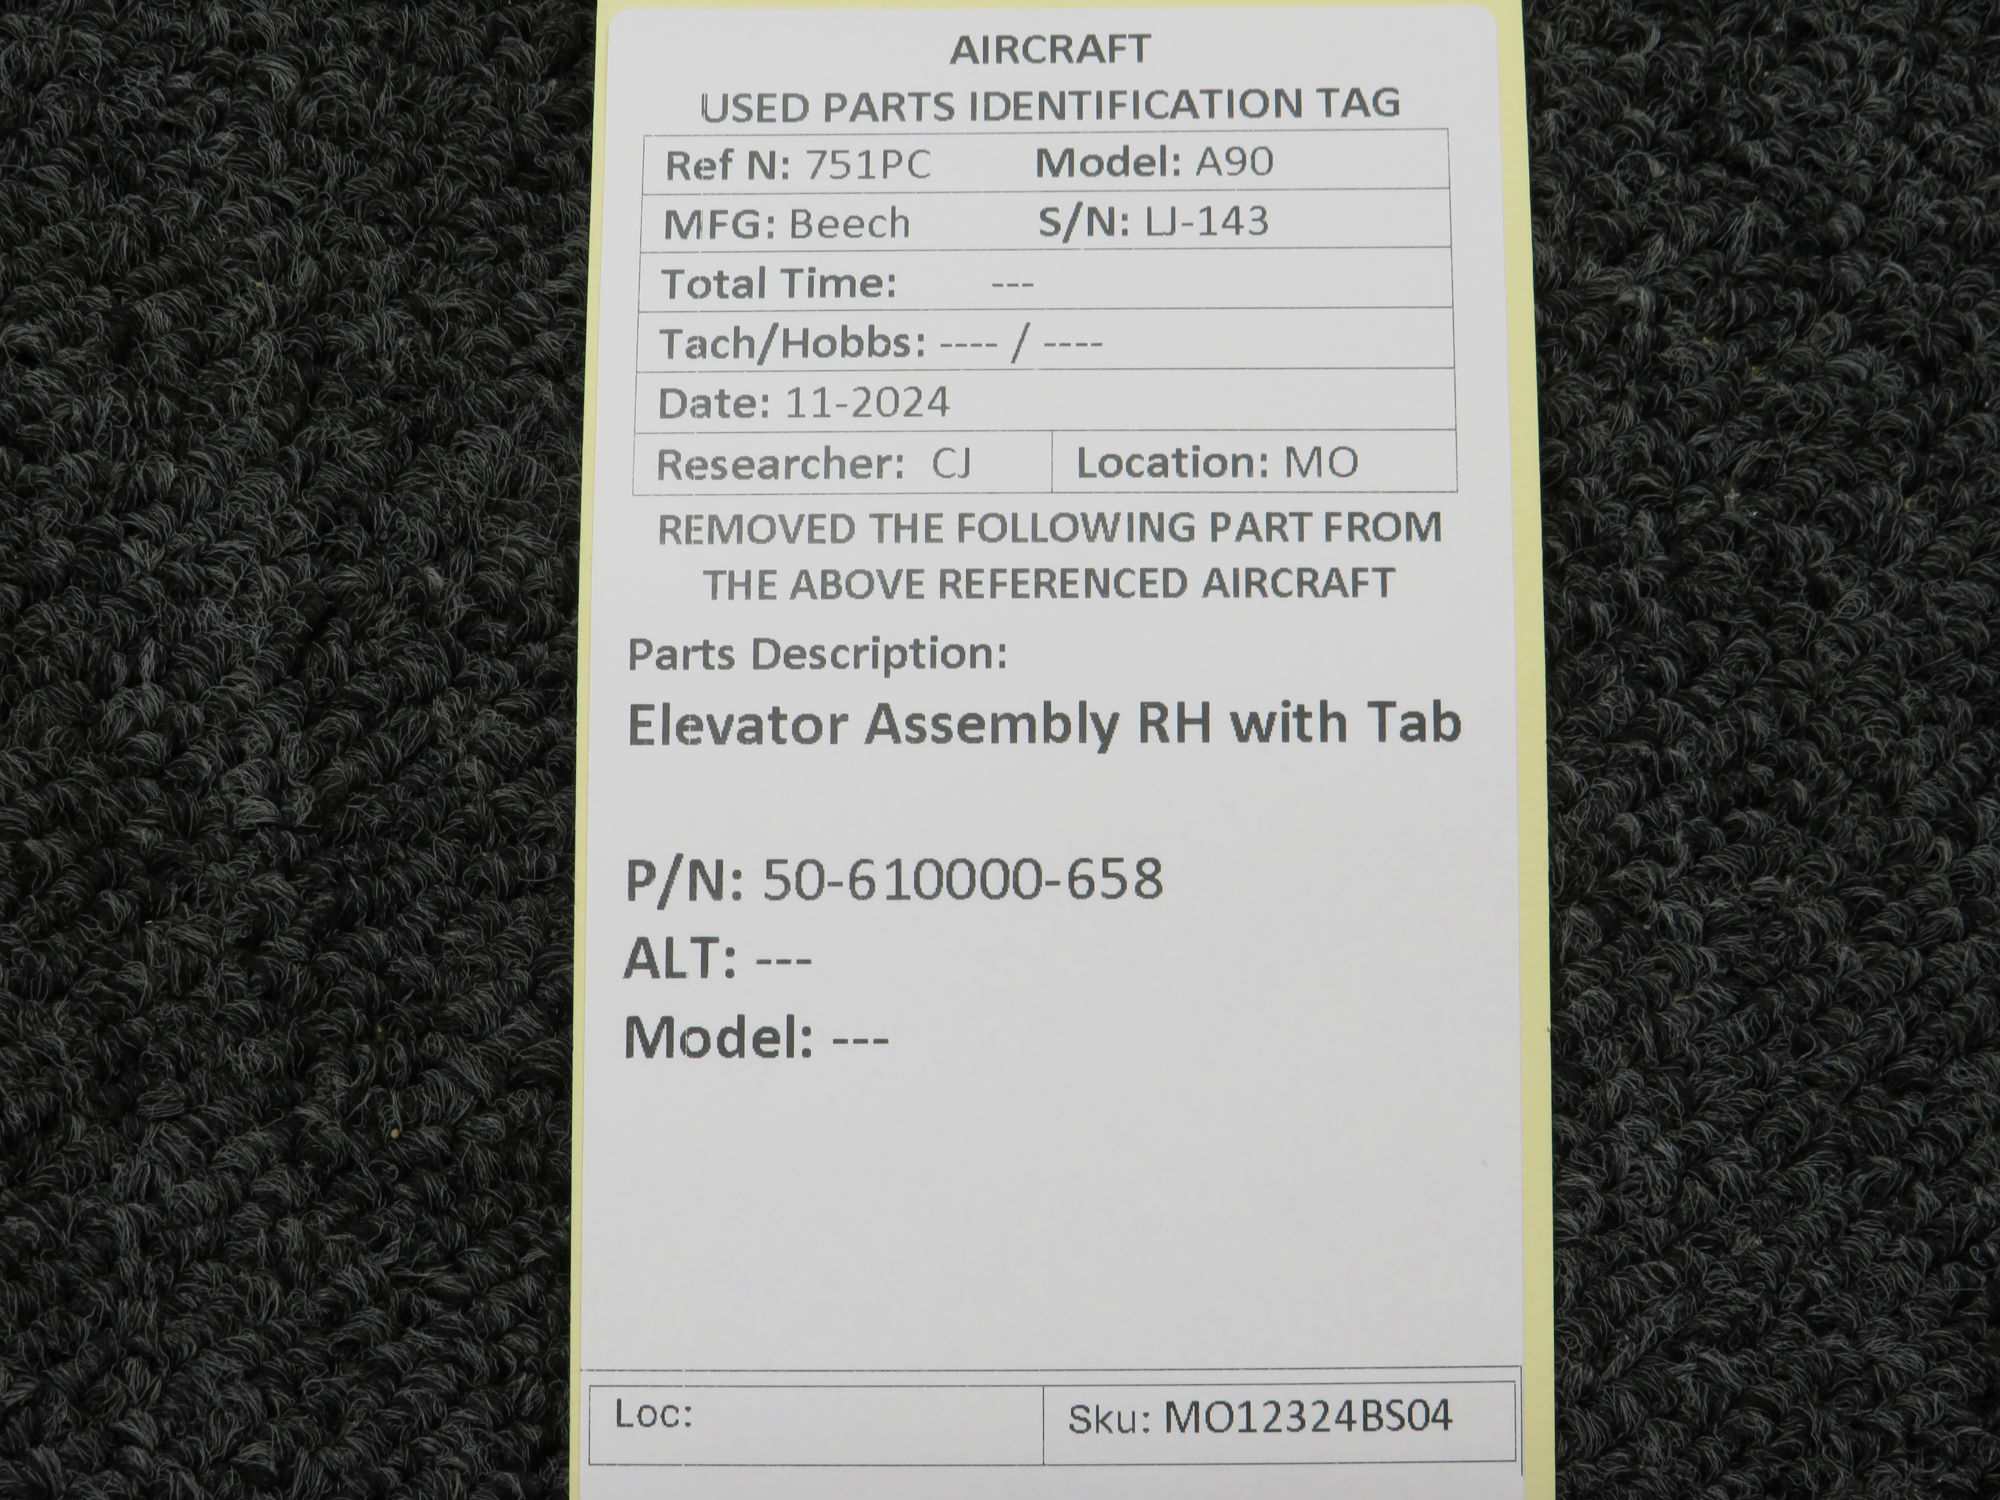 AIRCRAFT
USED PARTS IDENTIFICATION TAG
Ref N: 751PC Model: A90
MFG: Beech S/N: LJ-143
Total Time: ---
Tach/Hobbs: ---- / ----
Date: 11-2024
Researcher: CJ Location: MO
REMOVED THE FOLLOWING PART FROM
THE ABOVE REFERENCED AIRCRAFT
Parts Description:
Elevator Assembly RH with Tab
P/N: 50-610000-658
ALT: ---
Model: ---
Loc: Sku: MO12324BS04